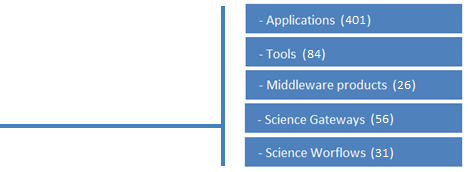 - Applications (401)
- Tools (84)
- Middleware products (26)
- Science Gateways (56)
- Science Worflows (31)